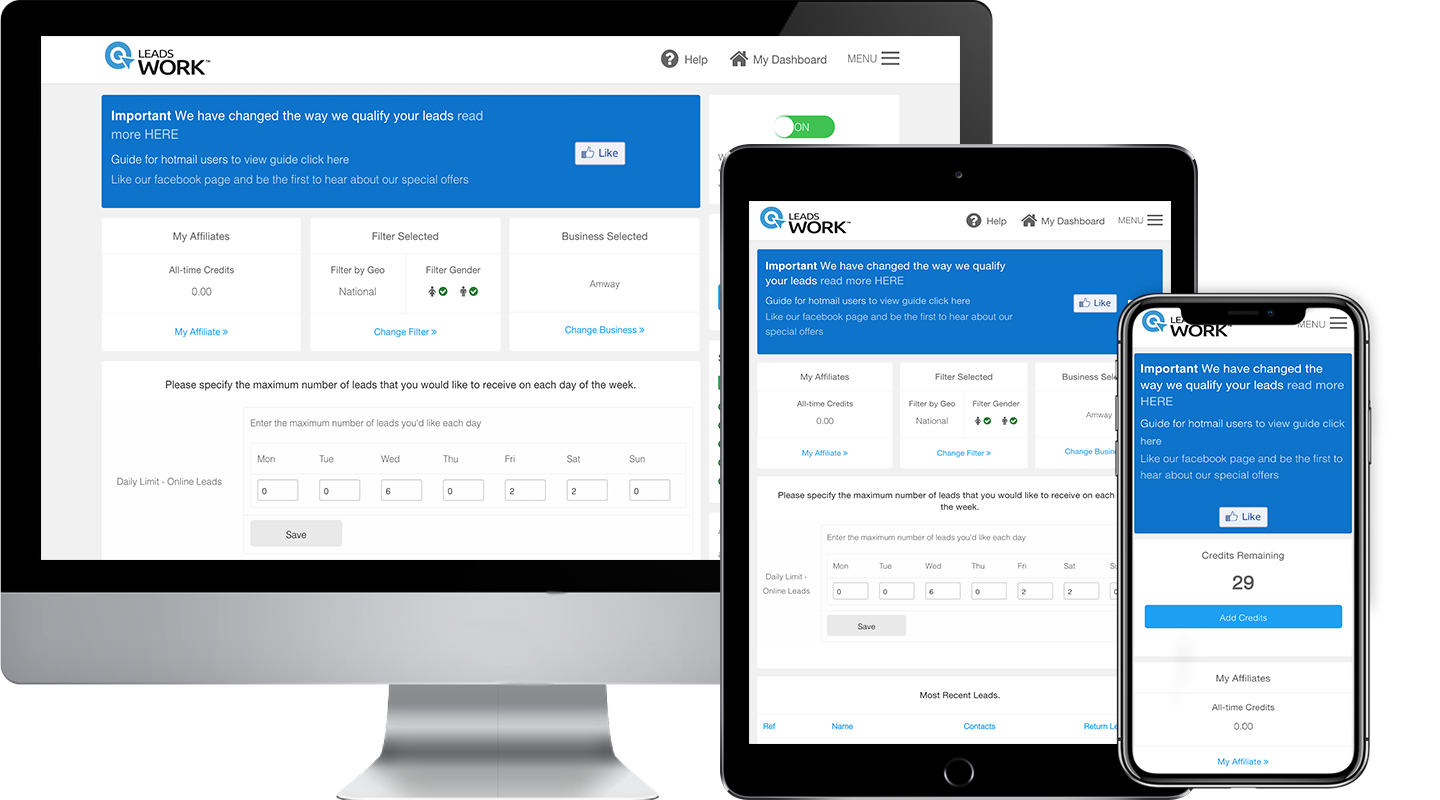 LEADS
WORK™
Help
My Dashboard
MENU
Important We have changed the way we qualify your leads read
more HERE
Guide for hotmail users to view guide click here
Like our facebook page and be the first to hear about our special offers
Like
ON
My Affiliates
All-time Credits
0.00
My Affiliate »
Filter Selected
Filter by Geo
National
Filter Gender
Change Filter »
Business Selected
Amway
Change Business »
Please specify the maximum number of leads that you would like to receive on each day of the week.
Enter the maximum number of leads you'd like each day
Daily Limit - Online Leads
Mon Tue Wed Thu Fri Sat Sun
0 0 6 0 2 2 0
Save
LEADS
WORK™
Help
My Dashboard
MENU
Important We have changed the way we qualify
your leads read more HERE
Guide for hotmail users to view guide click here
Like our facebook page and be the first to hear about our
special offers
Like
My Affiliates
All-time Credits
0.00
My Affiliate »
Filter Selected
Filter by Geo
National
Filter Gender
Change Filter »
Business
Amway
Change
Please specify the maximum number of leads that you would like to receive on each
the week.
Enter the maximum number of leads you'd like each day
Daily Limit -
Online Leads
Mon Tue Wed Thu Fri Sat
0 0 6 0 2 2
Save
Most Recent Leads.
Ref Name Contacts Return
WORK
MENU
Important We have changed the
way we qualify your leads read more
HERE
Guide for hotmail users to view guide click
here
Like our facebook page and be the first to
hear about our special offers
Like
Credits Remaining
29
Add Credits
My Affiliates
All-time Credits
0.00
My Affiliate »